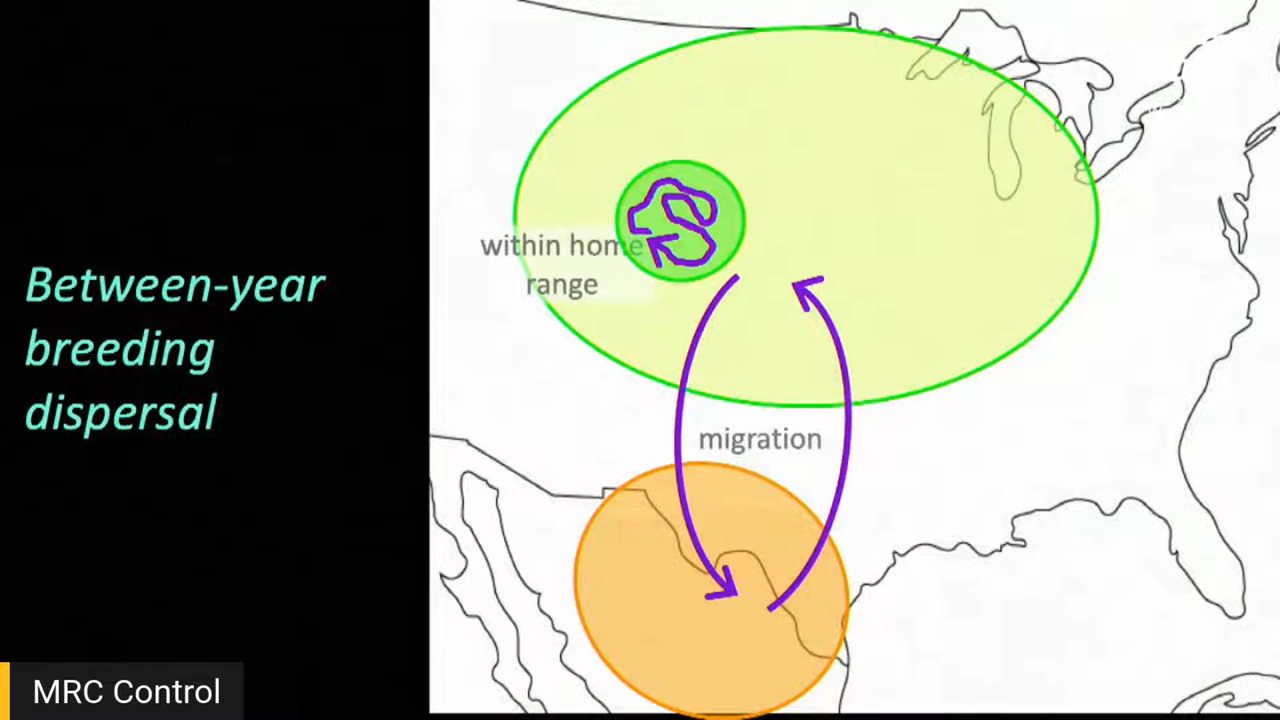 Between-year
breeding
dispersal
within home
range
migration
MRC Control